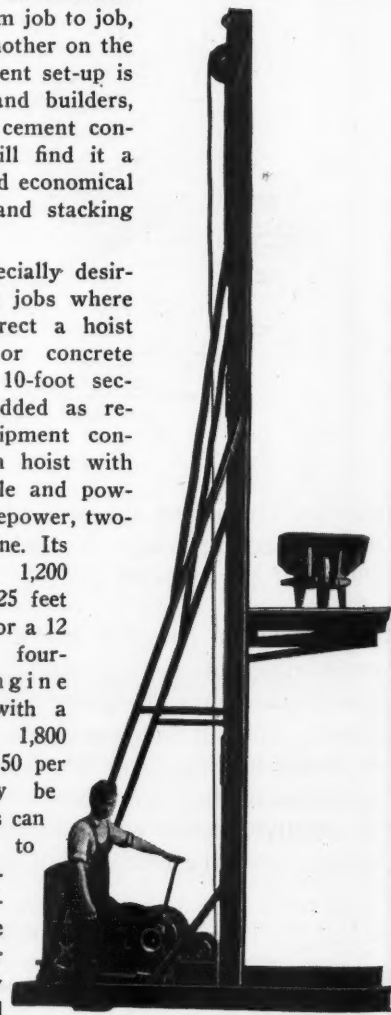 m job to job,
nother on the
ent set-up is
and builders,
cement con-
ill find it a
d economical
and stacking
ecially desir-
jobs where
rect a hoist
or concrete
10-foot sec-
dded as re-
ipment con-
a hoist with
le and pow-
epower, two-
ne. Its
1,200
25 feet
or a 12
four-
ngine
with a
1,800
50 per
y be
s can
to